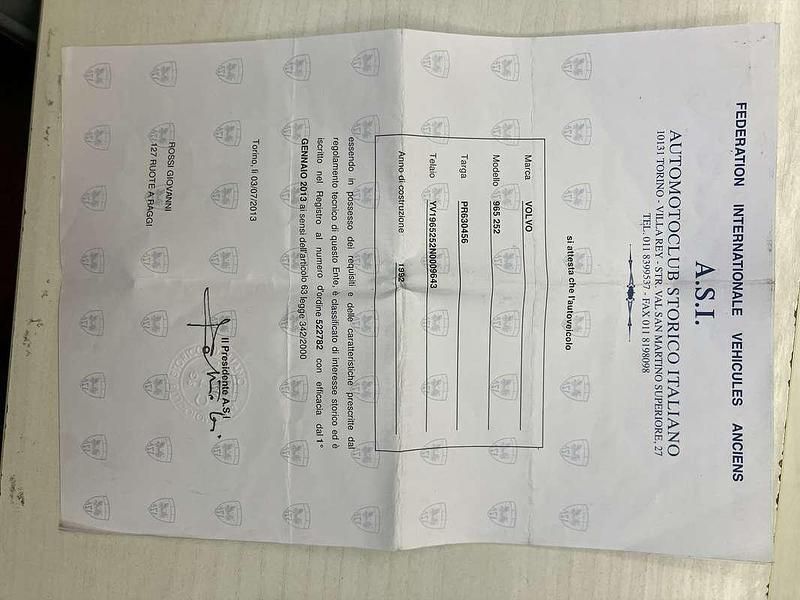 FEDERATION INTERNATIONALE VEHICULES ANCIENS
A.S.I.
AUTOMOTOCLUB STORICO ITALIANO
10131 TORINO - VILLA REY - STR. VAL SAN MARTINO SUPERIORE, 27
TEL. 011 8399537 - FAX 011 8198098
si attesta che l'autoveicolo
Marca VOLVO
Modello 965 252
Targa PR630456
Telaio YV1965252N0009643
Anno di costruzione 1992
essendo in possesso dei requisiti e delle caratteristiche prescritte dal
regolamento tecnico di questo Ente, è classificato di interesse storico ed è
iscritto nel Registro al numero d'ordine 522782 con efficacia dal 1°
GENNAIO 2013 ai sensi dell'articolo 63 legge 342/2000
Torino, li 03/07/2013
Il Presidente A.S.I.
ROSSI GIOVANNI
127 RUOTE A RAGGI